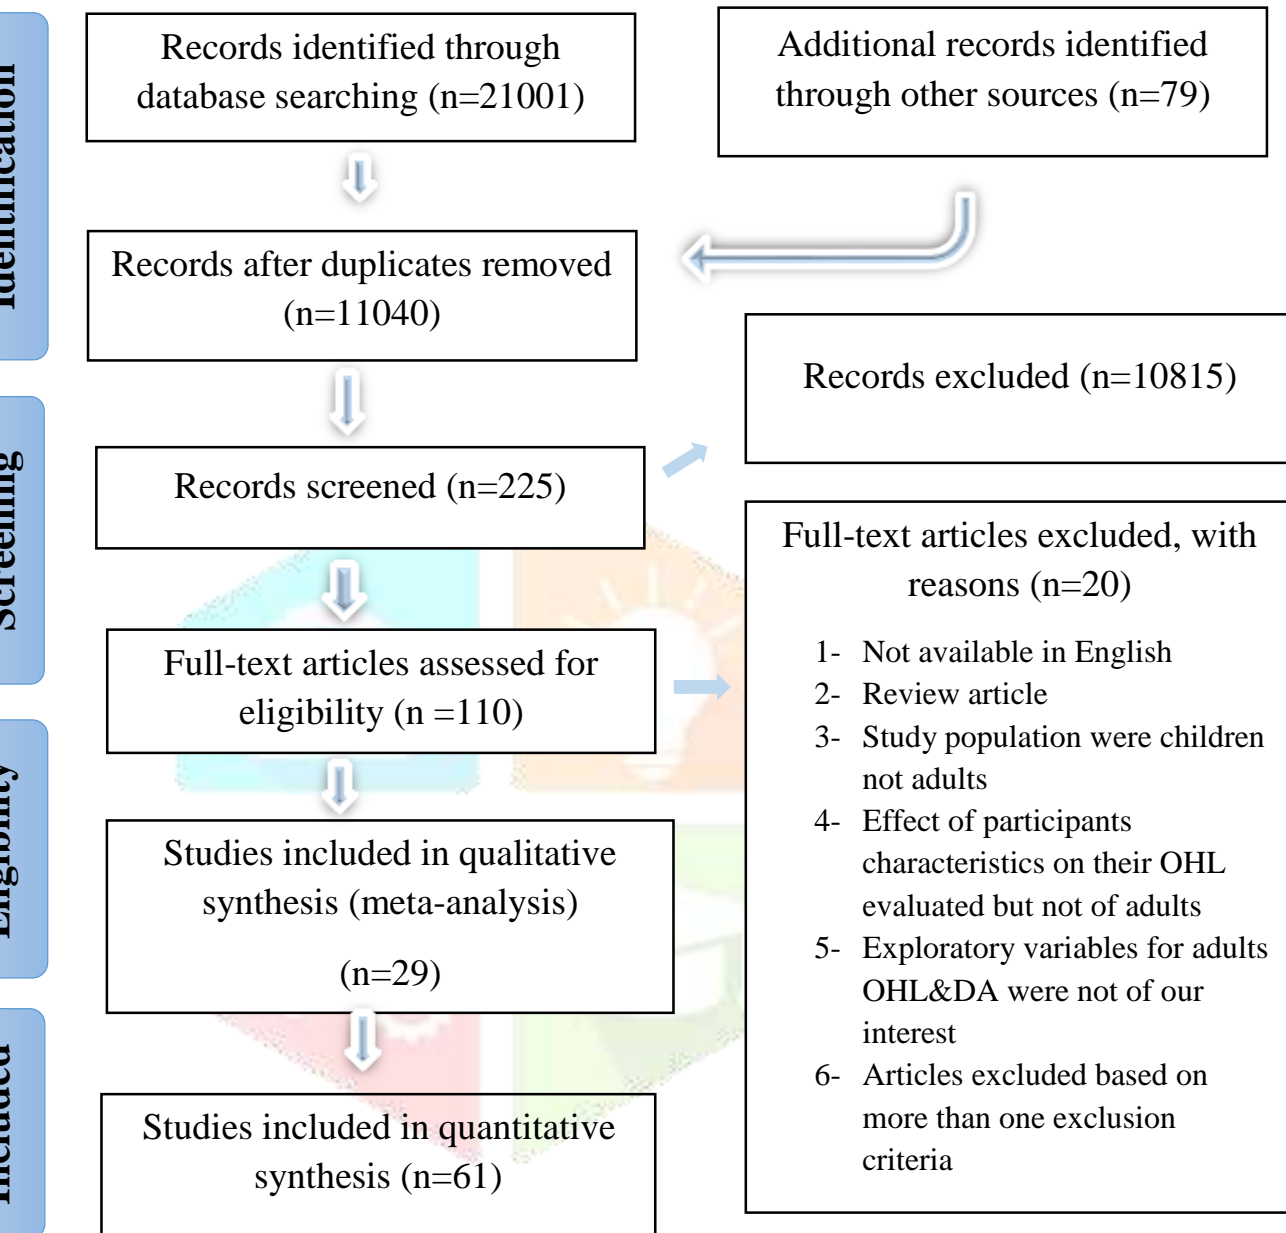 Identification
Records identified through
database searching (n=21001)
Additional records identified
through other sources (n=79)
Records after duplicates removed
(n=11040)
Screening
Records screened (n=225)
Records excluded (n=10815)
Full-text articles assessed for
eligibility (n =110)
Full-text articles excluded, with
reasons (n=20)
1- Not available in English
2- Review article
3- Study population were children
not adults
4- Effect of participants
characteristics on their OHL
evaluated but not of adults
5- Exploratory variables for adults
OHL&DA were not of our
interest
6- Articles excluded based on
more than one exclusion
criteria
Eligibility
Studies included in qualitative
synthesis (meta-analysis)
(n=29)
Included
Studies included in quantitative
synthesis (n=61)